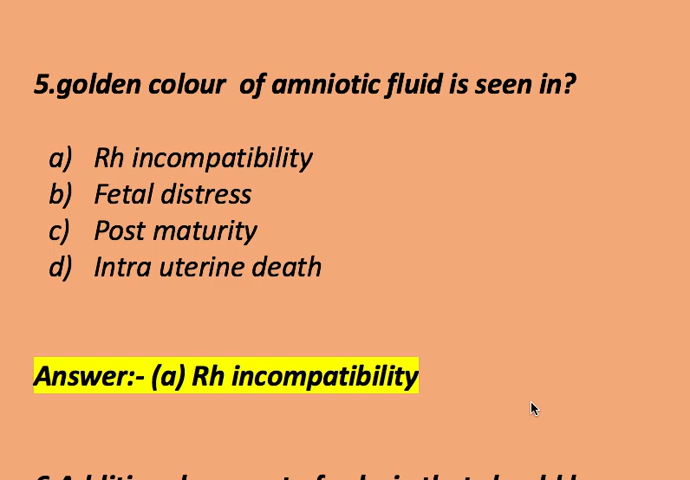 5.golden colour of amniotic fluid is seen in?
a) Rh incompatibility
b) Fetal distress
c) Post maturity
d) Intra uterine death
Answer:- (a) Rh incompatibility